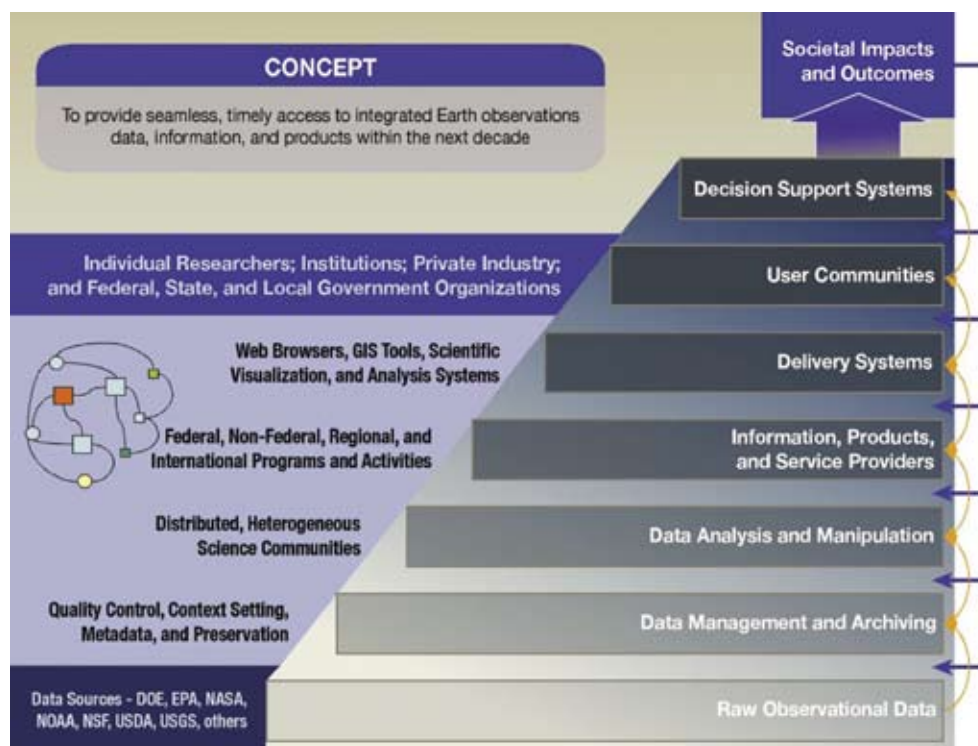 CONCEPT
To provide seamless, timely access to integrated Earth observations
data, information, and products within the next decade
Societal Impacts
and Outcomes
Decision Support Systems
Individual Researchers; Institutions; Private Industry;
and Federal, State, and Local Government Organizations
User Communities
Web Browsers, GIS Tools, Scientific
Visualization, and Analysis Systems
Delivery Systems
Federal, Non-Federal, Regional, and
International Programs and Activities
Information, Products,
and Service Providers
Distributed, Heterogeneous
Science Communities
Data Analysis and Manipulation
Quality Control, Context Setting,
Metadata, and Preservation
Data Management and Archiving
Data Sources - DOE, EPA, NASA,
NOAA, NSF, USDA, USGS, others
Raw Observational Data